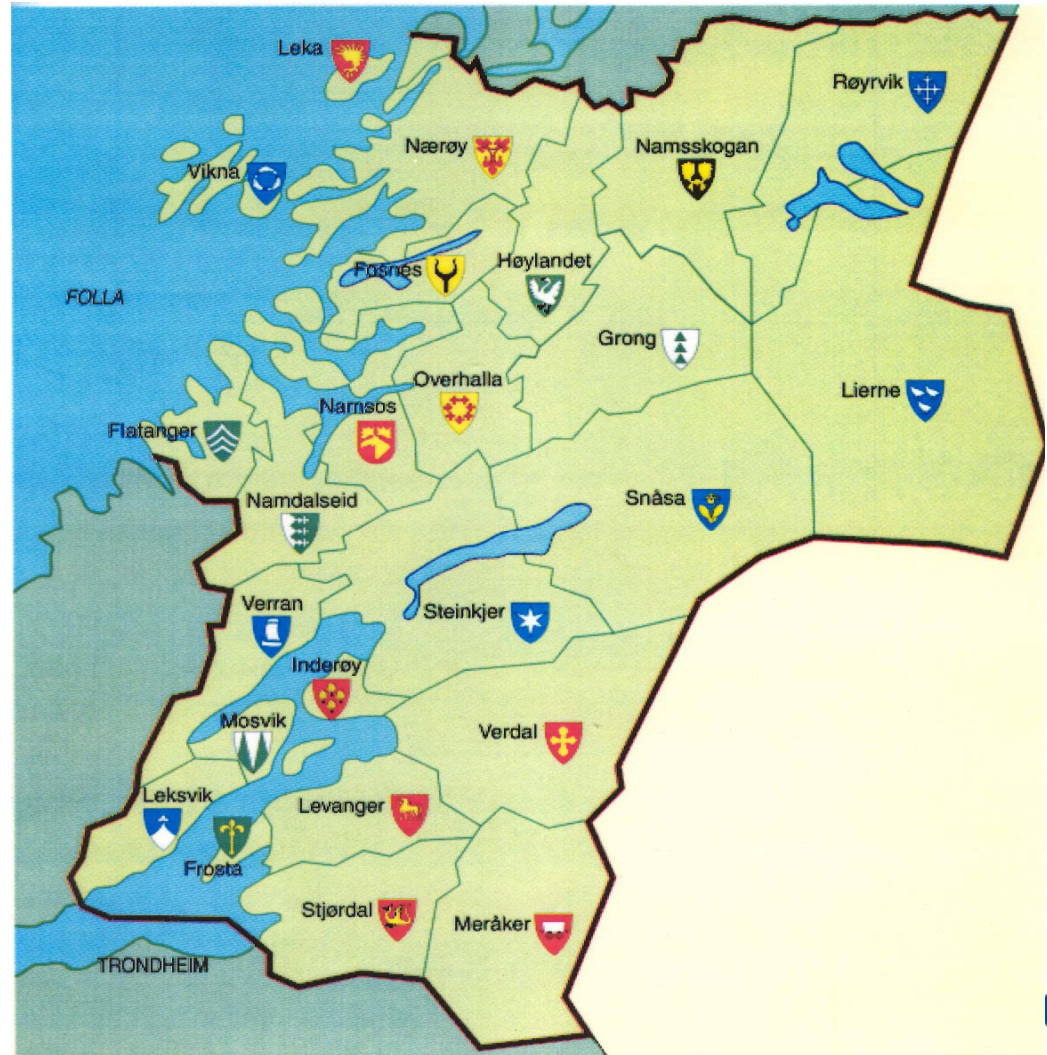 Leka
Røyrvik
Nærøy
Namsskogan
Vikna
Fosnes
Høylandet
FOLLA
Grong
Overhalla
Lierne
Namsos
Flatanger
Namdalseid
Snåsa
Verran
Steinkjer
Inderøy
Mosvik
Verdal
Leksvik
Levanger
Frosta
Stjørdal
Meråker
TRONDHEIM